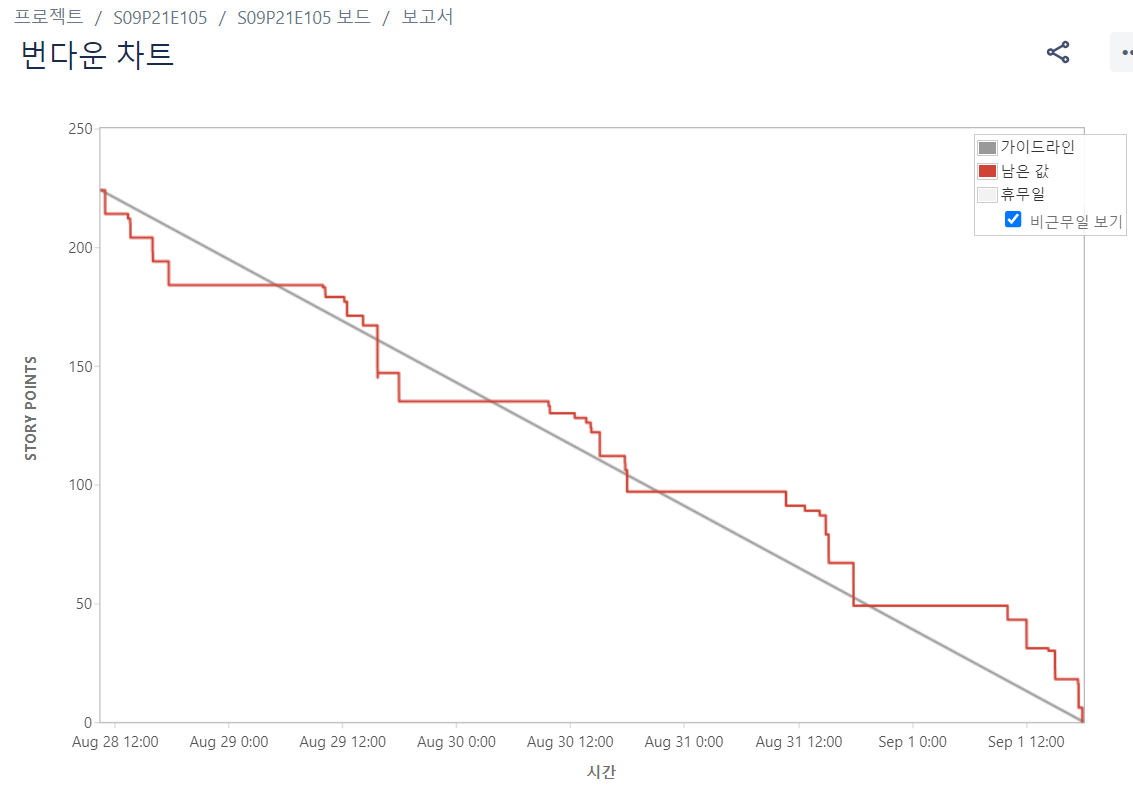 프로젝트 / S09P21E105 / S09P21E105 보드 / 보고서
번다운 차트
250
200
150
100
50
0
STORY POINTS
가이드라인
남은 값
휴무일
비근무일 보기
Aug 28 12:00 Aug 29 0:00 Aug 29 12:00 Aug 30 0:00 Aug 30 12:00 Aug 31 0:00 Aug 31 12:00 Sep 1 0:00 Sep 1 12:00
시간